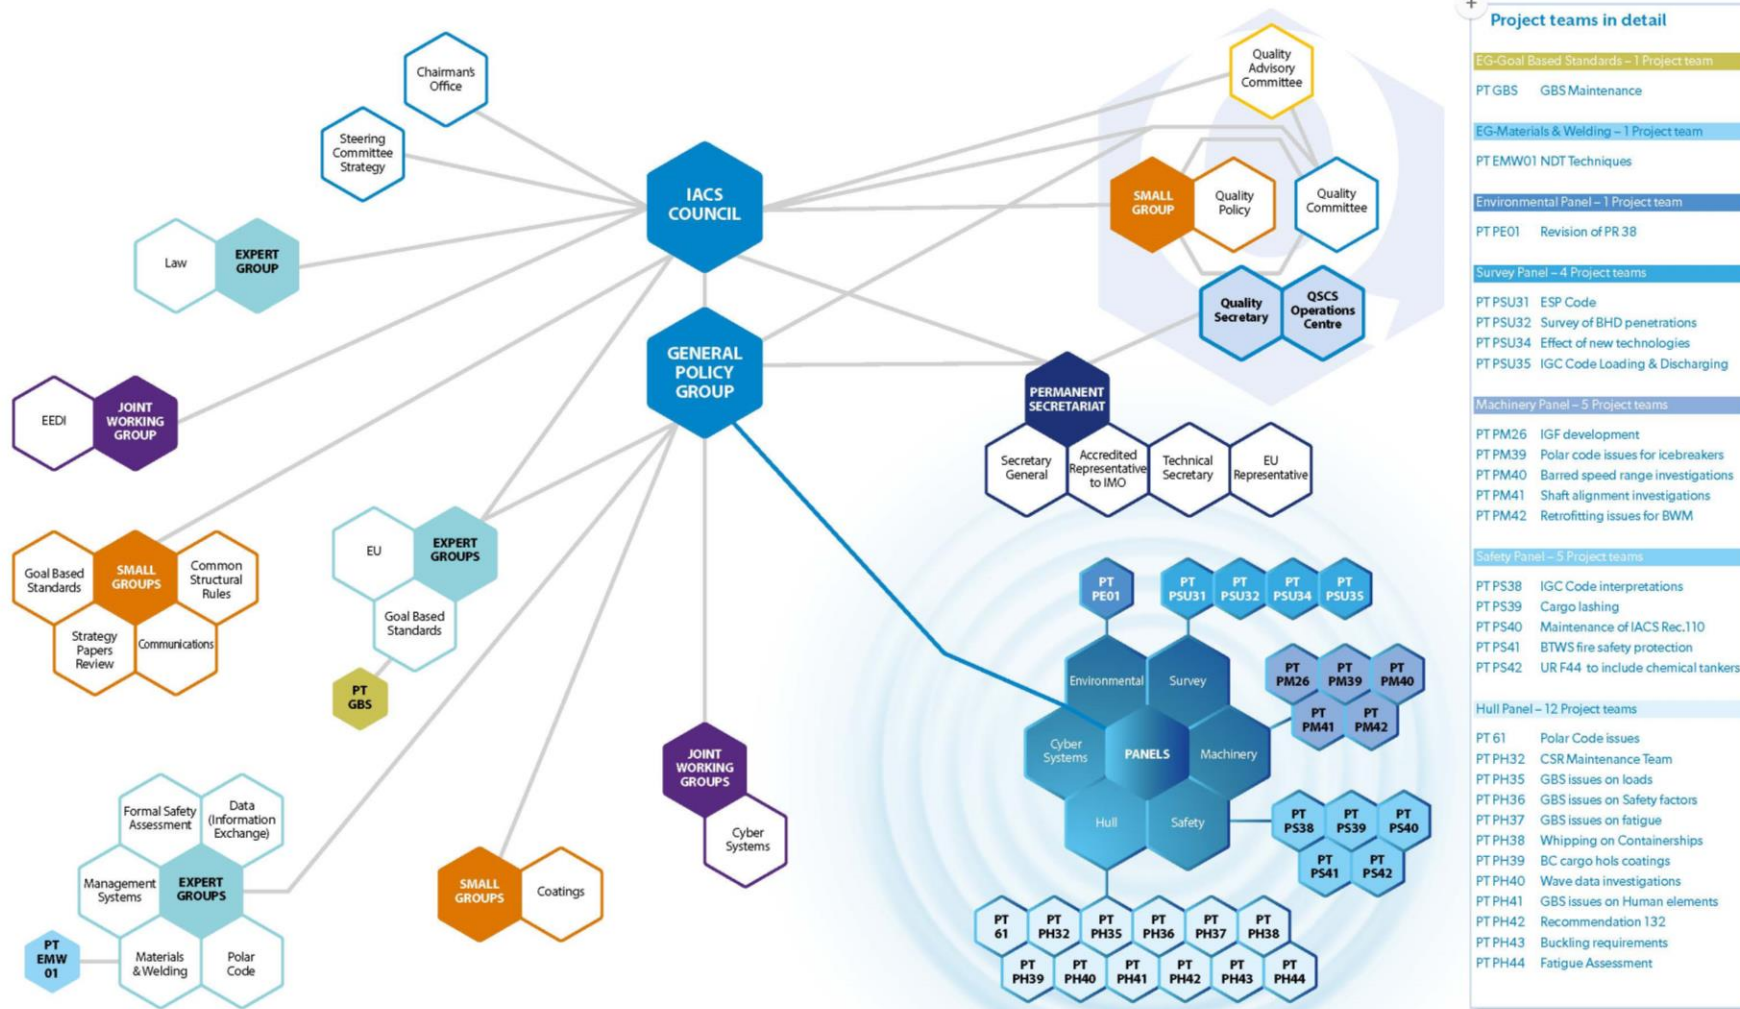 Chairman's
Office
Steering
Committee
Strategy
Law
EXPERT
GROUP
EEDI
JOINT
WORKING
GROUP
Goal Based
Standards
SMALL
GROUPS
Common
Structural
Rules
Strategy
Papers
Review
Communications
EU
EXPERT
GROUPS
Goal Based
Standards
PT
GBS
Formal Safety
Assessment
Data
(Information
Exchange)
Management
Systems
EXPERT
GROUPS
Materials
& Welding
Polar
Code
PT
EMW
01
IACS
COUNCIL
GENERAL
POLICY
GROUP
SMALL
GROUPS
Coatings
JOINT
WORKING
GROUPS
Cyber
Systems
Quality
Advisory
Committee
SMALL
GROUP
Quality
Policy
Quality
Committee
Quality
Secretary
QSCS
Operations
Centre
PERMANENT
SECRETARIAT
Secretary
General
Accredited
Representative
to IMO
Technical
Secretary
EU
Representative
PT
PE01
PT
PSU31
PT
PSU32
PT
PSU34
PT
PSU35
Environmental
Survey
Cyber
Systems
PANELS
Machinery
Hull
Safety
PT
PM26
PT
PM39
PT
PM40
PT
PM41
PT
PM42
PT
PS38
PT
PS39
PT
PS40
PT
PS41
PT
PS42
PT
61
PT
PH32
PT
PH35
PT
PH36
PT
PH37
PT
PH38
PT
PH39
PT
PH40
PT
PH41
PT
PH42
PT
PH43
PT
PH44
Project teams in detail
EG-Goal Based Standards – 1 Project team
PT GBS GBS Maintenance
EG-Materials & Welding – 1 Project team
PT EMW01 NDT Techniques
Environmental Panel – 1 Project team
PT PE01 Revision of PR 38
Survey Panel – 4 Project teams
PT PSU31 ESP Code
PT PSU32 Survey of BHD penetrations
PT PSU34 Effect of new technologies
PT PSU35 IGC Code Loading & Discharging
Machinery Panel – 5 Project teams
PT PM26 IGF development
PT PM39 Polar code issues for icebreakers
PT PM40 Barred speed range investigations
PT PM41 Shaft alignment investigations
PT PM42 Retrofitting issues for BWM
Safety Panel – 5 Project teams
PT PS38 IGC Code interpretations
PT PS39 Cargo lashing
PT PS40 Maintenance of IACS Rec.110
PT PS41 BTWS fire safety protection
PT PS42 UR F44 to include chemical tankers
Hull Panel – 12 Project teams
PT 61 Polar Code issues
PT PH32 CSR Maintenance Team
PT PH35 GBS issues on loads
PT PH36 GBS issues on Safety factors
PT PH37 GBS issues on fatigue
PT PH38 Whipping on Containerships
PT PH39 BC cargo hols coatings
PT PH40 Wave data investigations
PT PH41 GBS issues on Human elements
PT PH42 Recommendation 132
PT PH43 Buckling requirements
PT PH44 Fatigue Assessment